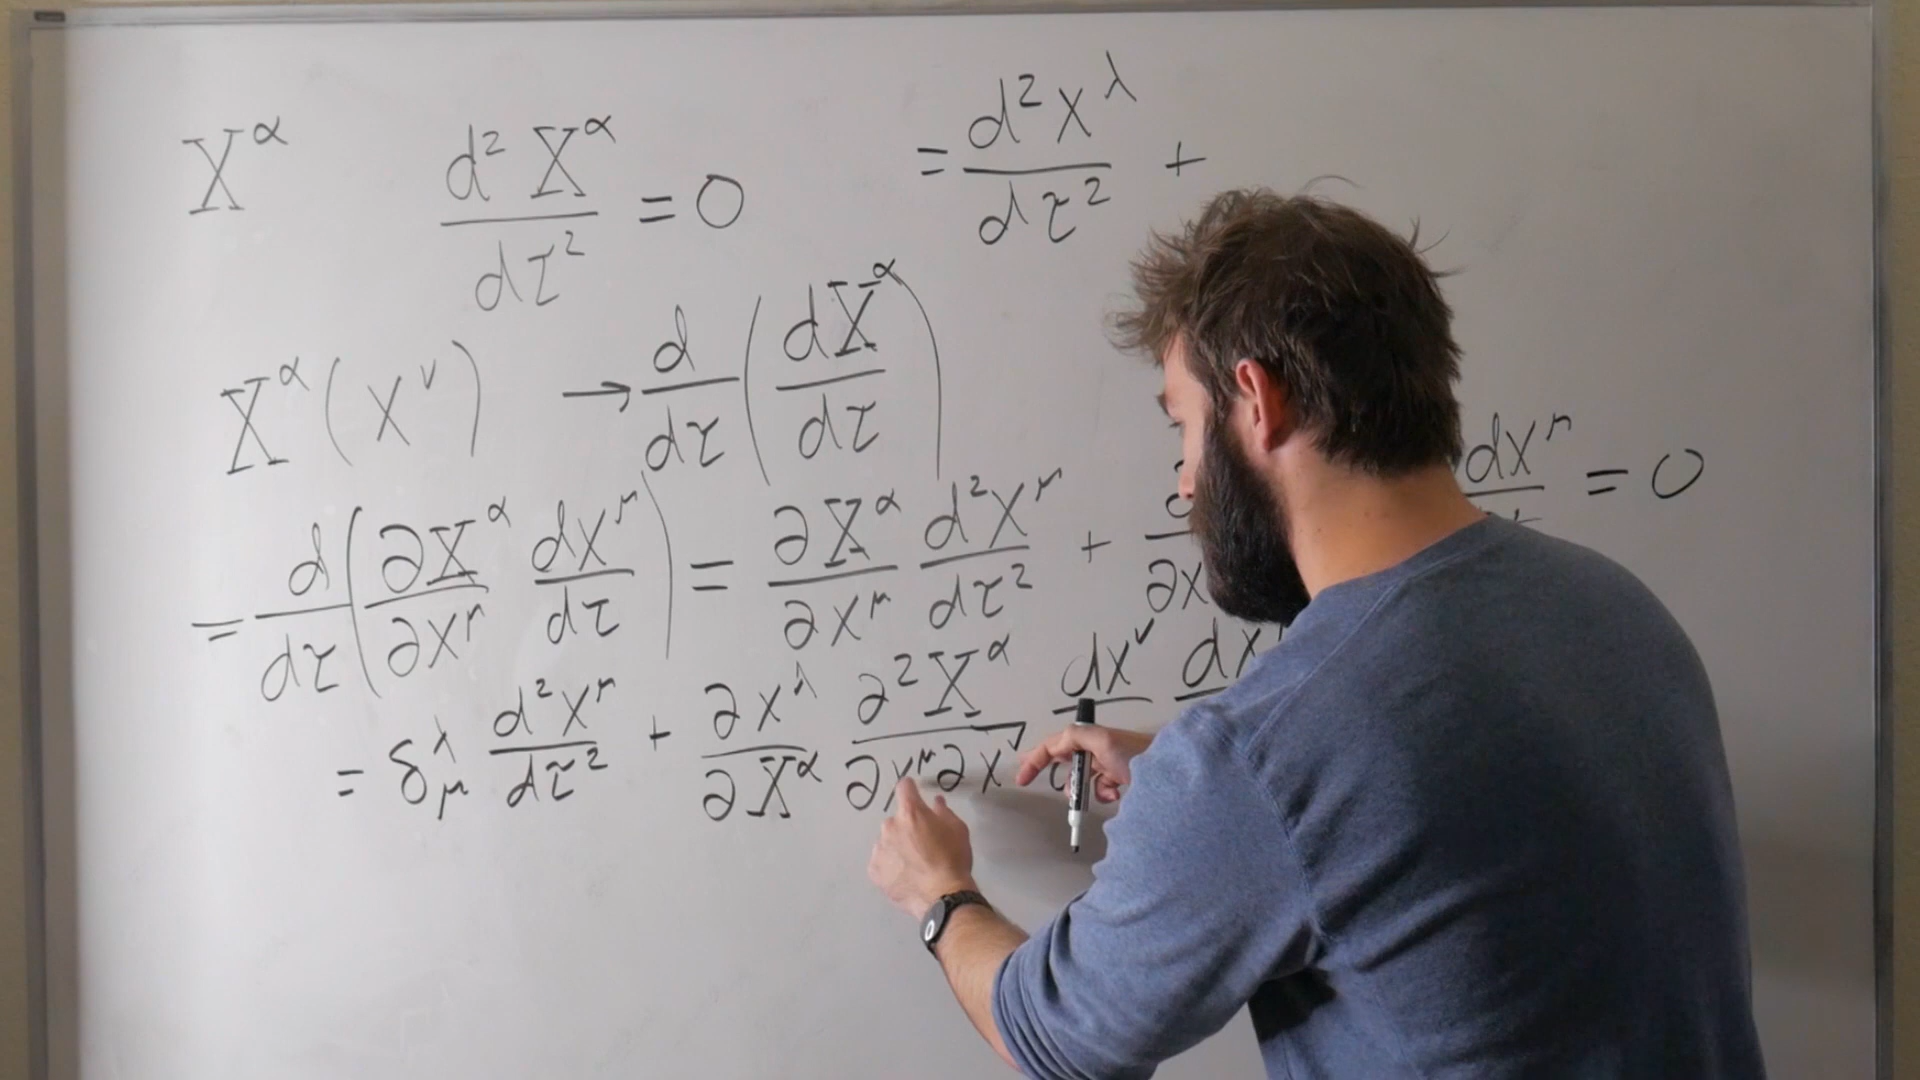 X^α   d²X^α/dτ² = 0   = d²x^λ/dτ² +
X^α(x^ν) → d/dτ (dX^α/dτ)
= d/dτ (∂X^α/∂x^μ dx^μ/dτ) = ∂X^α/∂x^μ d²x^μ/dτ² + dx^μ = 0
= δ^λ_μ d²x^μ/dτ² + ∂x^λ/∂X^α ∂²X^α/∂x^μ∂x^ν dx^ν dx